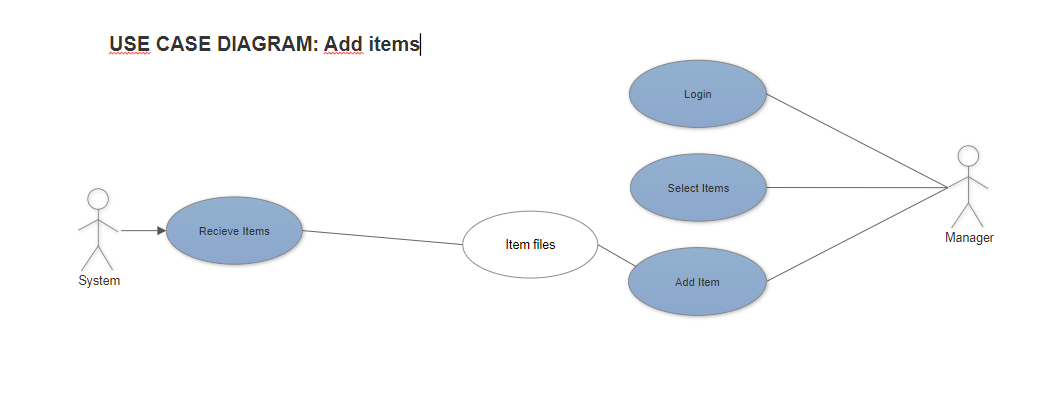 USE CASE DIAGRAM: Add items
Login
Select Items
Manager
Recieve Items
Item files
Add Item
System